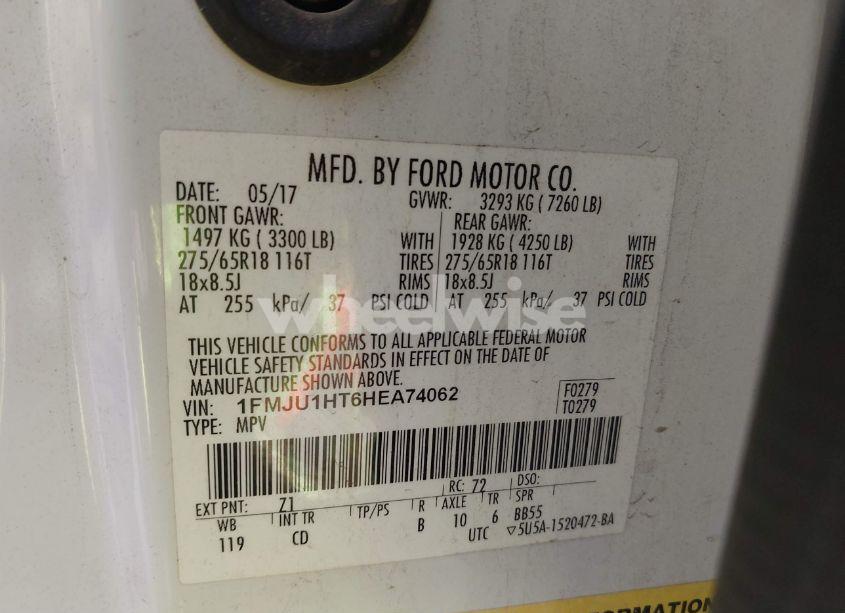 MFD. BY FORD MOTOR CO.
DATE: 05/17 GVWR: 3293 KG ( 7260 LB)
FRONT GAWR: REAR GAWR:
1497 KG ( 3300 LB) WITH 1928 KG ( 4250 LB) WITH
275/65R18 116T TIRES 275/65R18 116T TIRES
18x8.5J RIMS 18x8.5J RIMS
AT 255 kPa/ 37 PSI COLD AT 255 kPa/ 37 PSI COLD
wheelwise
THIS VEHICLE CONFORMS TO ALL APPLICABLE FEDERAL MOTOR
VEHICLE SAFETY STANDARDS IN EFFECT ON THE DATE OF
MANUFACTURE SHOWN ABOVE.
VIN: 1FMJU1HT6HEA74062 F0279
TYPE: MPV T0279
RC: 72 DSO:
EXT PNT: Z1
WB INT TR TP/PS R AXLE TR SPR
119 CD B 10 6 BB55
UTC ▽5U5A-1520472-BA